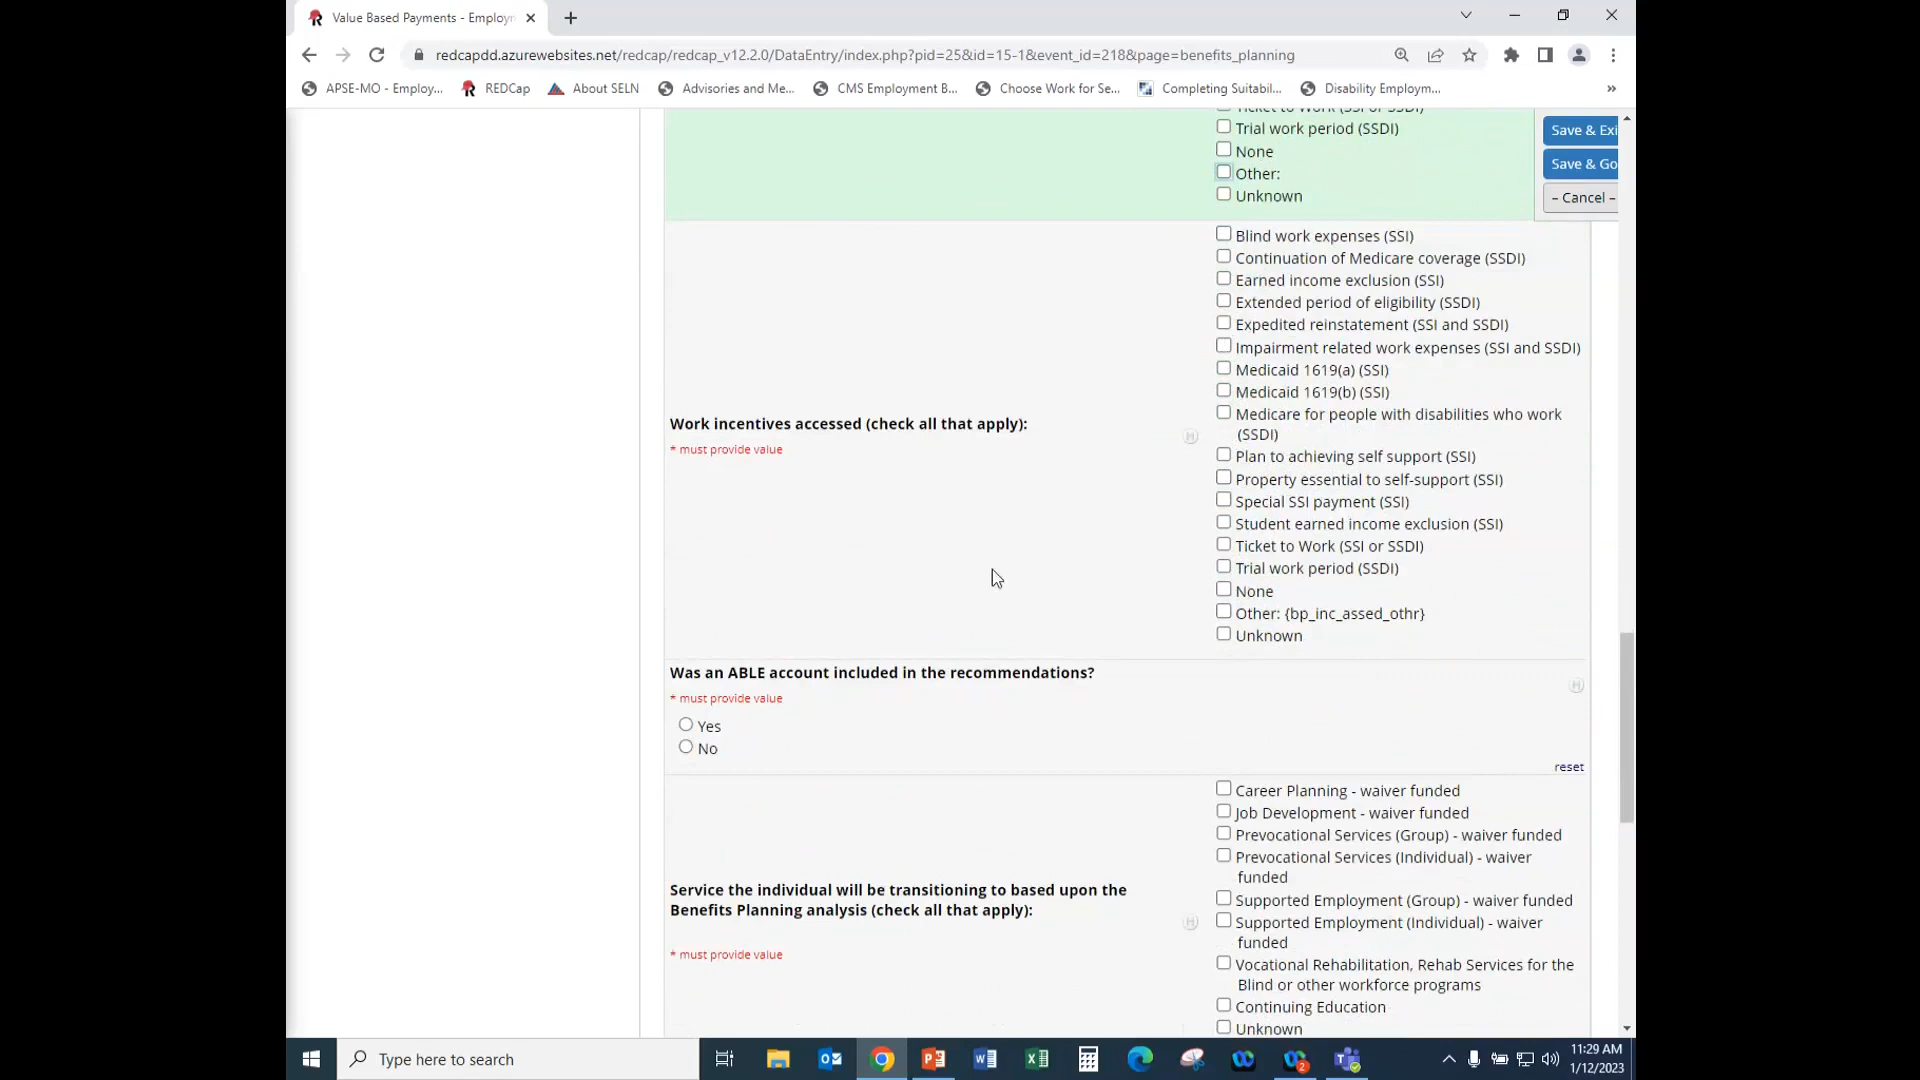 Value Based Payments - Employm
redcapdd.azurewebsites.net/redcap/redcap_v12.2.0/DataEntry/index.php?pid=25&id=15-1&event_id=218&page=benefits_planning
APSE-MO - Employ...
REDCap
About SELN
Advisories and Me...
CMS Employment B...
Choose Work for Se...
Completing Suitabil...
Disability Employm...
»
Ticket to Work (SSI or SSDI)
Trial work period (SSDI)
None
Other:
Unknown
Save & Exi
Save & Go
– Cancel –
Work incentives accessed (check all that apply):
* must provide value
Blind work expenses (SSI)
Continuation of Medicare coverage (SSDI)
Earned income exclusion (SSI)
Extended period of eligibility (SSDI)
Expedited reinstatement (SSI and SSDI)
Impairment related work expenses (SSI and SSDI)
Medicaid 1619(a) (SSI)
Medicaid 1619(b) (SSI)
Medicare for people with disabilities who work
(SSDI)
Plan to achieving self support (SSI)
Property essential to self-support (SSI)
Special SSI payment (SSI)
Student earned income exclusion (SSI)
Ticket to Work (SSI or SSDI)
Trial work period (SSDI)
None
Other: {bp_inc_assed_othr}
Unknown
H
Was an ABLE account included in the recommendations?
* must provide value
H
Yes
No
reset
Service the individual will be transitioning to based upon the
Benefits Planning analysis (check all that apply):
* must provide value
H
Career Planning - waiver funded
Job Development - waiver funded
Prevocational Services (Group) - waiver funded
Prevocational Services (Individual) - waiver
funded
Supported Employment (Group) - waiver funded
Supported Employment (Individual) - waiver
funded
Vocational Rehabilitation, Rehab Services for the
Blind or other workforce programs
Continuing Education
Unknown
Type here to search
2
11:29 AM
1/12/2023